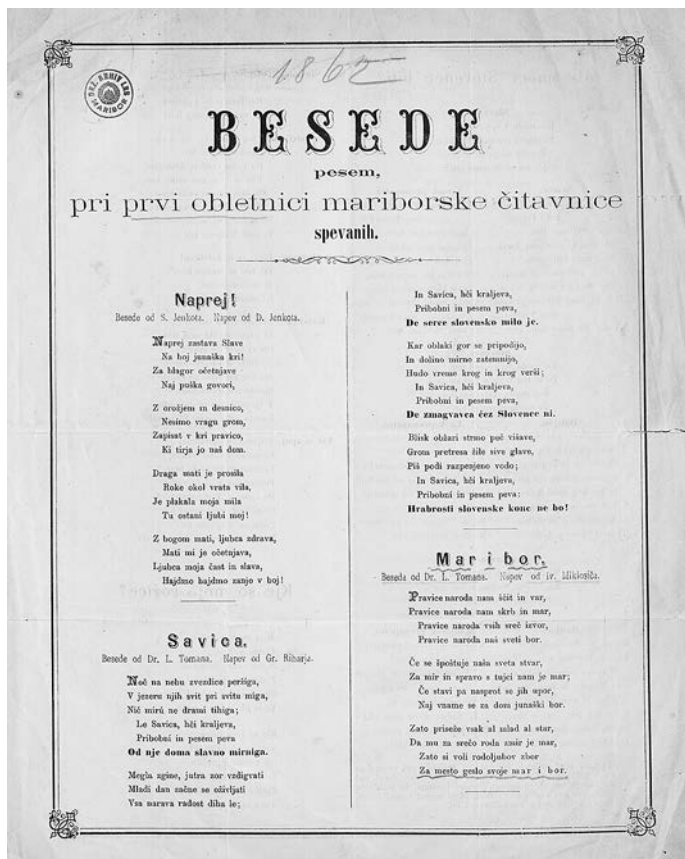 1862
DEŽ. ARHIV LRS
MARIBOR
BESEDE
pesem,
pri prvi obletnici mariborske čitavnice
spevanih.
Naprej!
Besede od S. Jenkota. Napev od D. Jenkota.
Naprej zastava Slave
Na boj junaška kri!
Za blagor očetnjave
Naj puška govori,
Z orožjem in desnico,
Nesimo vragu grom,
Zapisat v kri pravico,
Ki tirja jo naš dom.
Draga mati je prosila
Roke okol vrata vila,
Je plakala moja mila
Tu ostani ljubi moj!
Z bogom mati, ljubca zdrava,
Mati mi je očetnjava,
Ljubca moja čast in slava,
Hajdmo hajdmo zanjo v boj!
Savica.
Besede od Dr. L. Tomana. Napev od Gr. Riharja.
Noč na nebu zvezdice peržiga,
V jezeru njih svit pri svitu miga,
Nič mirú ne drami tihiga;
Le Savica, hči kraljeva,
Pribobni in pesem peva
Od nje doma slavno mirniga.
Megla zgine, jutra zor vzdigvati
Mladi dan začne se oživljati
Vsa narava radost diha le;
In Savica, hči kraljeva,
Pribobni in pesem peva,
De serce slovensko milo je.
Kar oblaki gor se pripodijo,
In dolino mirno zatemnijo,
Hudo vreme krog in krog verši;
In Savica, hči kraljeva,
Pribobni in pesem peva,
De zmagvavca čez Slovence ni.
Blisk obžari strmo peč višave,
Grom pretresa žile sive glave,
Piš podi razpenjeno vodo;
In Savica, hči kraljeva,
Pribobni in pesem peva:
Hrabrosti slovenske konc ne bo!
Maribor.
Besede od Dr. L. Tomana. Napev od iv. Miklosiča.
Pravice naroda nam ščit in var,
Pravice naroda nam skrb in mar,
Pravice naroda vsih sreč izvor,
Pravice naroda naš sveti bor.
Če se špoštuje naša sveta stvar,
Za mir in spravo s tujci nam je mar;
Če stavi pa nasprot se jih upor,
Naj vname se za dom junaški bor.
Zato priseže vsak al mlad al star,
Da mu za srečo roda zmir je mar,
Zato si voli rodoljubov zbor
Za mesto geslo svoje mar i bor.